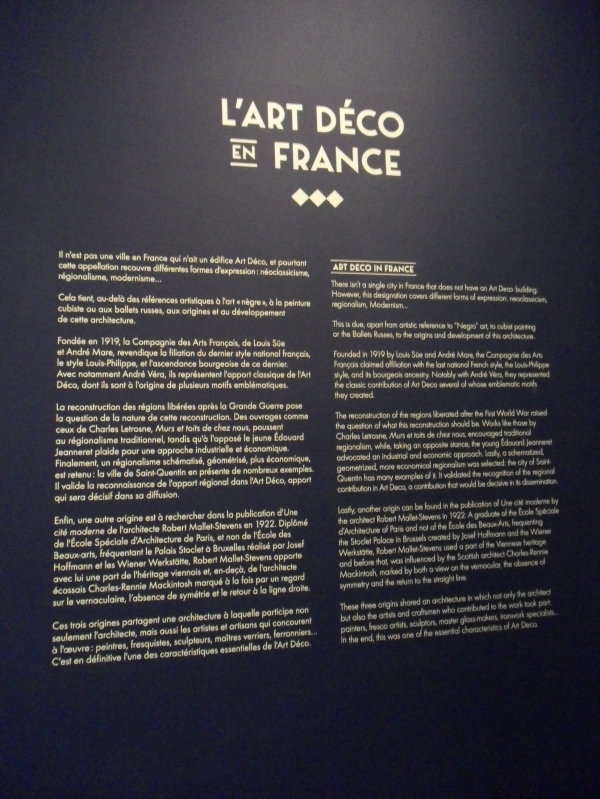 L'ART DÉCO
EN FRANCE
Il n'est pas une ville en France qui n'ait un édifice Art Déco, et pourtant
cette appellation recouvre différentes formes d'expression : néoclassicisme,
régionalisme, modernisme...
Cela tient, au-delà des références artistiques à l'art « nègre », à la peinture
cubiste ou aux ballets russes, aux origines et au développement
de cette architecture.
Fondée en 1919, la Compagnie des Arts Français, de Louis Süe
et André Mare, revendique la filiation du dernier style national français,
le style Louis-Philippe, et l'ascendance bourgeoise de ce dernier.
Avec notamment André Véra, ils représentent l'apport classique de l'Art
Déco, dont ils sont à l'origine de plusieurs motifs emblématiques.
La reconstruction des régions libérées après la Grande Guerre pose
la question de la nature de cette reconstruction. Des ouvrages comme
ceux de Charles Letrosne, Murs et toits de chez nous, poussent
au régionalisme traditionnel, tandis qu'à l'opposé le jeune Édouard
Jeanneret plaide pour une approche industrielle et économique.
Finalement, un régionalisme schématisé, géométrisé, plus économique,
est retenu : la ville de Saint-Quentin en présente de nombreux exemples.
Il valide la reconnaissance de l'apport régional dans l'Art Déco, apport
qui sera décisif dans sa diffusion.
Enfin, une autre origine est à rechercher dans la publication d'Une
cité moderne de l'architecte Robert Mallet-Stevens en 1922. Diplômé
de l'École Spéciale d'Architecture de Paris, et non de l'École des
Beaux-arts, fréquentant le Palais Stoclet à Bruxelles réalisé par Josef
Hoffmann et les Wiener Werkstätte, Robert Mallet-Stevens apporte
avec lui une part de l'héritage viennois et, en-deçà, de l'architecte
écossais Charles-Rennie Mackintosh marqué à la fois par un regard
sur le vernaculaire, l'absence de symétrie et le retour à la ligne droite.
Ces trois origines partagent une architecture à laquelle participe non
seulement l'architecte, mais aussi les artistes et artisans qui concourent
à l'œuvre : peintres, fresquistes, sculpteurs, maîtres verriers, ferronniers...
C'est en définitive l'une des caractéristiques essentielles de l'Art Déco.
ART DECO IN FRANCE
There isn't a single city in France that does not have an Art Deco building.
However, this designation covers different forms of expression: neoclassicism,
regionalism, Modernism...
This is due, apart from artistic reference to "Negro" art, to cubist painting
or the Ballets Russes, to the origins and development of this architecture.
Founded in 1919 by Louis Süe and André Mare, the Compagnie des Arts
Français claimed affiliation with the last national French style, the Louis-Philippe
style, and its bourgeois ancestry. Notably with André Véra, they represented
the classic contribution of Art Deco several of whose emblematic motifs
they created.
The reconstruction of the regions liberated after the First World War raised
the question of what this reconstruction should be. Works like those by
Charles Letrosne, Murs et toits de chez nous, encouraged traditional
regionalism, while, taking an opposite stance, the young Édouard Jeanneret
advocated an industrial and economic approach. Lastly, a schematized,
geometrized, more economical regionalism was selected: the city of Saint-
Quentin has many examples of it. It validated the recognition of the regional
contribution in Art Deco, a contribution that would be decisive in its dissemination.
Lastly, another origin can be found in the publication of Une cité moderne by
the architect Robert Mallet-Stevens in 1922. A graduate of the École Spéciale
d'Architecture of Paris and not of the École des Beaux-Arts, frequenting
the Stoclet Palace in Brussels created by Josef Hoffmann and the Wiener
Werkstätte, Robert Mallet-Stevens used a part of the Viennese heritage
and before that, was influenced by the Scottish architect Charles-Rennie
Mackintosh, marked by both a view on the vernacular, the absence of
symmetry and the return to the straight line.
These three origins shared an architecture in which not only the architect
but also the artists and craftsmen who contributed to the work took part:
painters, fresco artists, sculptors, master glass-makers, ironwork specialists...
In the end, this was one of the essential characteristics of Art Deco.